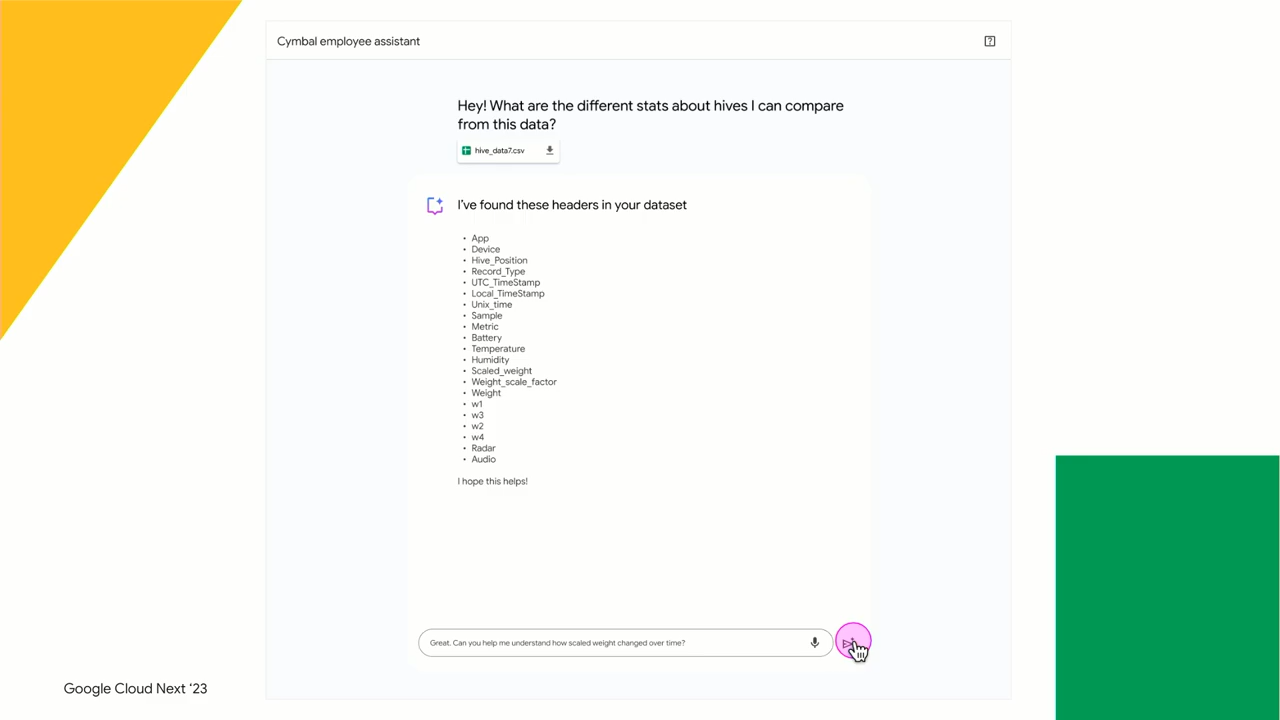 Cymbal employee assistant
Hey! What are the different stats about hives I can compare
from this data?
hive_data7.csv
I've found these headers in your dataset
• App
• Device
• Hive_Position
• Record_Type
• UTC_TimeStamp
• Local_TimeStamp
• Unix_time
• Sample
• Metric
• Battery
• Temperature
• Humidity
• Scaled_weight
• Weight_scale_factor
• Weight
• w1
• w3
• w2
• w4
• Radar
• Audio
I hope this helps!
Great. Can you help me understand how scaled weight changed over time?
Google Cloud Next ‘23